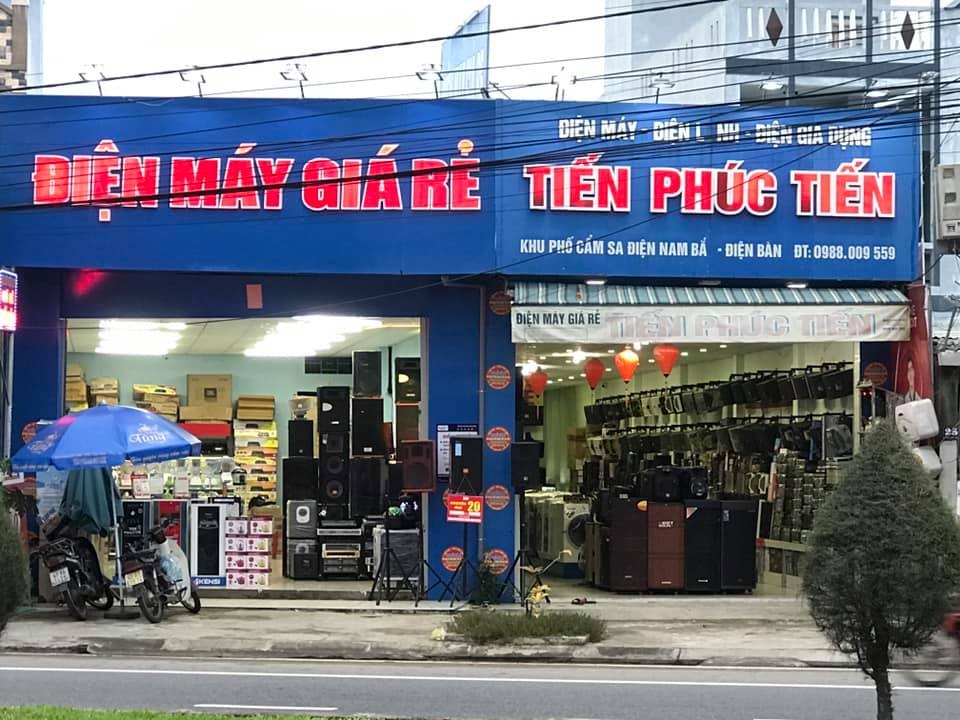 ĐIỆN MÁY GIÁ RẺ
ĐIỆN MÁY - ĐIỆN L NH - ĐIỆN GIA DỤNG
TIẾN PHÚC TIẾN
KHU PHỐ CẨM SA ĐIỆN NAM BẮ - ĐIỆN BÀN ĐT: 0988.009 559
ĐIỆN MÁY GIÁ RẺ TIẾN PHÚC TIẾN
20
KENSI